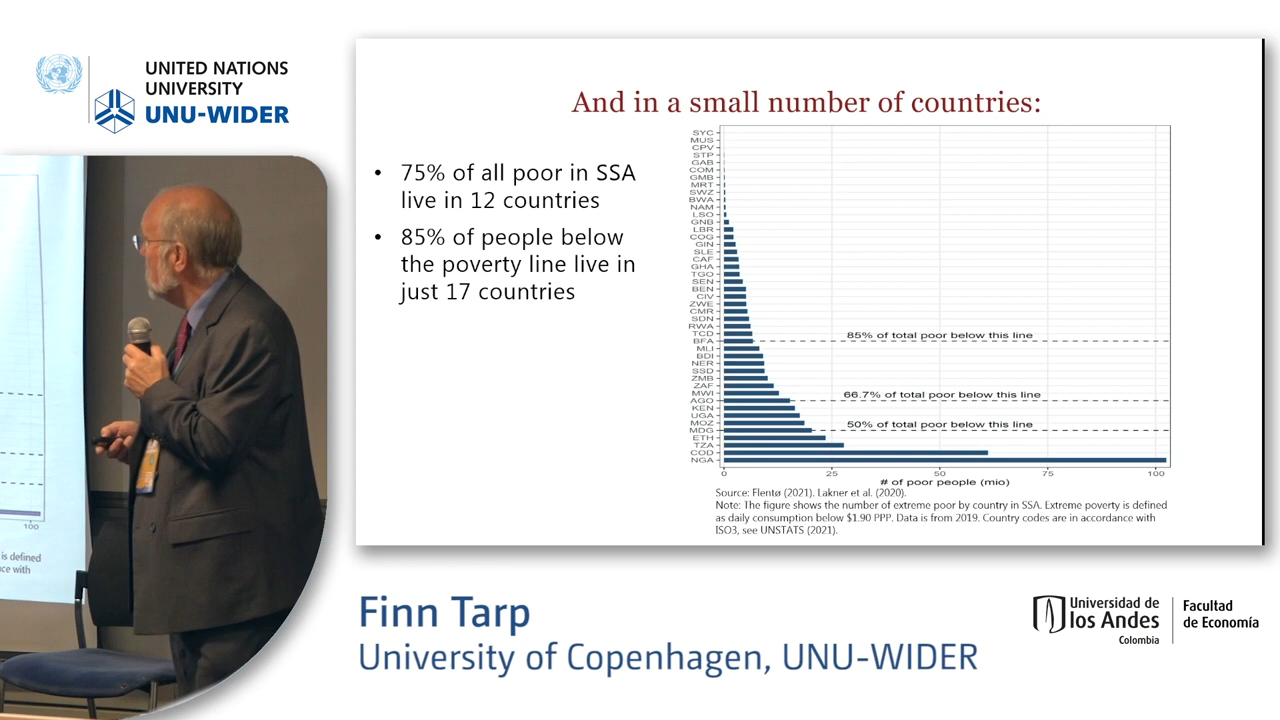 UNITED NATIONS
UNIVERSITY
UNU-WIDER
And in a small number of countries:
• 75% of all poor in SSA
live in 12 countries
• 85% of people below
the poverty line live in
just 17 countries
SYC
MUS
CPV
STP
GAB
COM
GMB
MRT
SWZ
BWA
NAM
LSO
GNB
LBR
COG
GIN
SLE
CAF
GHA
TGO
SEN
BEN
CIV
ZWE
CMR
SDN
RWA
TCD
BFA
85% of total poor below this line
MLI
BDI
NER
SSD
ZMB
ZAF
MWI
66.7% of total poor below this line
AGO
KEN
UGA
MOZ
50% of total poor below this line
MDG
ETH
TZA
COD
NGA
0 25 50 75 100
# of poor people (mio)
Source: Flentø (2021). Lakner et al. (2020).
Note: The figure shows the number of extreme poor by country in SSA. Extreme poverty is defined
as daily consumption below $1.90 PPP. Data is from 2019. Country codes are in accordance with
ISO3, see UNSTATS (2021).
100
is defined
ce with
Finn Tarp
University of Copenhagen, UNU-WIDER
Universidad de
los Andes
Colombia
Facultad
de Economía